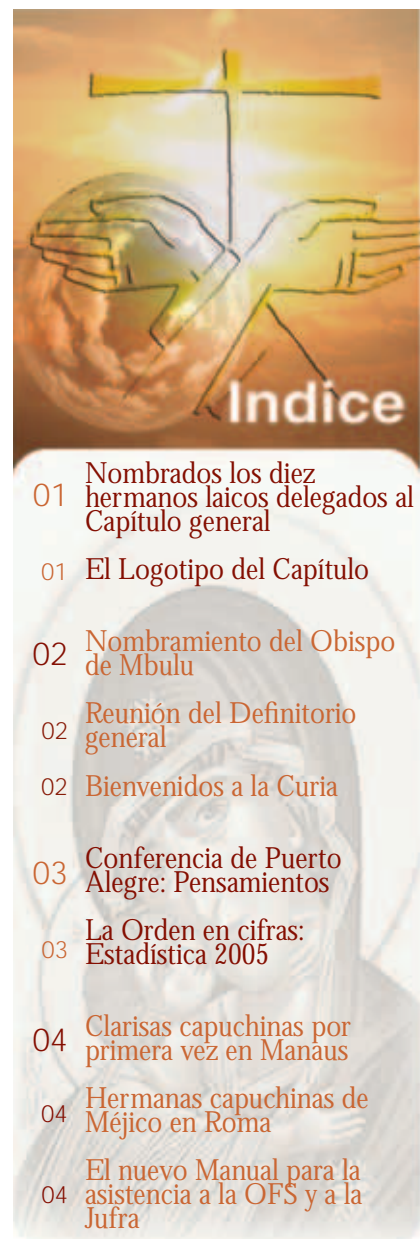 Indice
01 Nombrados los diez
hermanos laicos delegados al
Capítulo general
01 El Logotipo del Capítulo
02 Nombramiento del Obispo
de Mbulu
02 Reunión del Definitorio
general
02 Bienvenidos a la Curia
03 Conferencia de Puerto
Alegre: Pensamientos
03 La Orden en cifras:
Estadística 2005
04 Clarisas capuchinas por
primera vez en Manaus
04 Hermanas capuchinas de
Méjico en Roma
04 El nuevo Manual para la
asistencia a la OFS y a la
Jufra